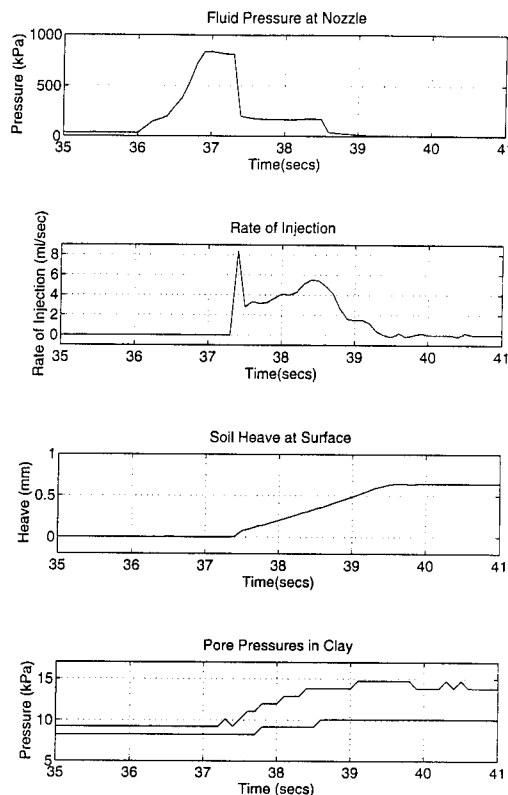 Fluid Pressure at Nozzle
Pressure (kPa)
1000
500
0
35 36 37 38 39 40 41
Time(secs)
Rate of Injection
Rate of Injection (ml/sec)
8
6
4
2
0
35 36 37 38 39 40 41
Time(secs)
Soil Heave at Surface
Heave (mm)
1
0.5
0
35 36 37 38 39 40 41
Time(secs)
Pore Pressures in Clay
Pressure (kPa)
15
10
5
35 36 37 38 39 40 41
Time (secs)